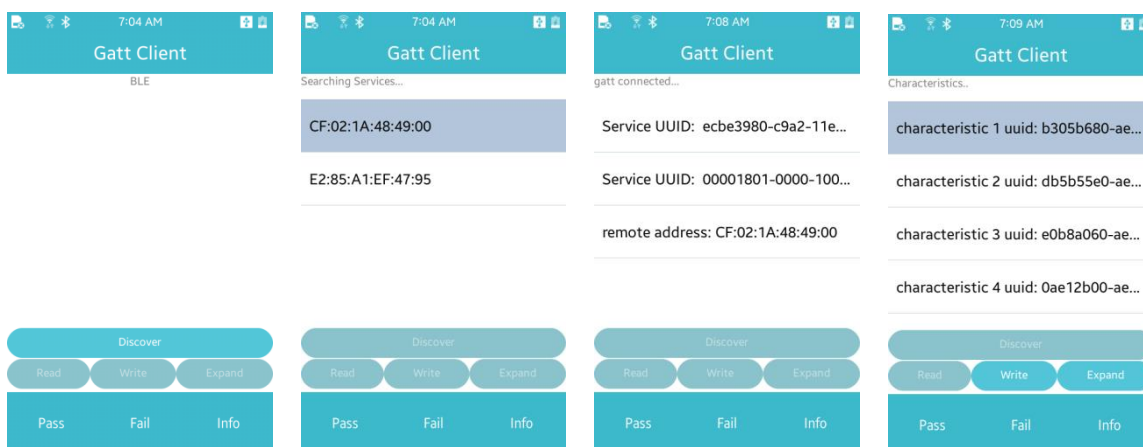 7:04 AM
Gatt Client
BLE
Discover
Read Write Expand
Pass Fail Info
7:04 AM
Gatt Client
Searching Services...
CF:02:1A:48:49:00
E2:85:A1:EF:47:95
Discover
Read Write Expand
Pass Fail Info
7:08 AM
Gatt Client
gatt connected...
Service UUID: ecbe3980-c9a2-11e...
Service UUID: 00001801-0000-100...
remote address: CF:02:1A:48:49:00
Discover
Read Write Expand
Pass Fail Info
7:09 AM
Gatt Client
Characteristics..
characteristic 1 uuid: b305b680-ae...
characteristic 2 uuid: db5b55e0-ae...
characteristic 3 uuid: e0b8a060-ae...
characteristic 4 uuid: 0ae12b00-ae...
Discover
Read Write Expand
Pass Fail Info